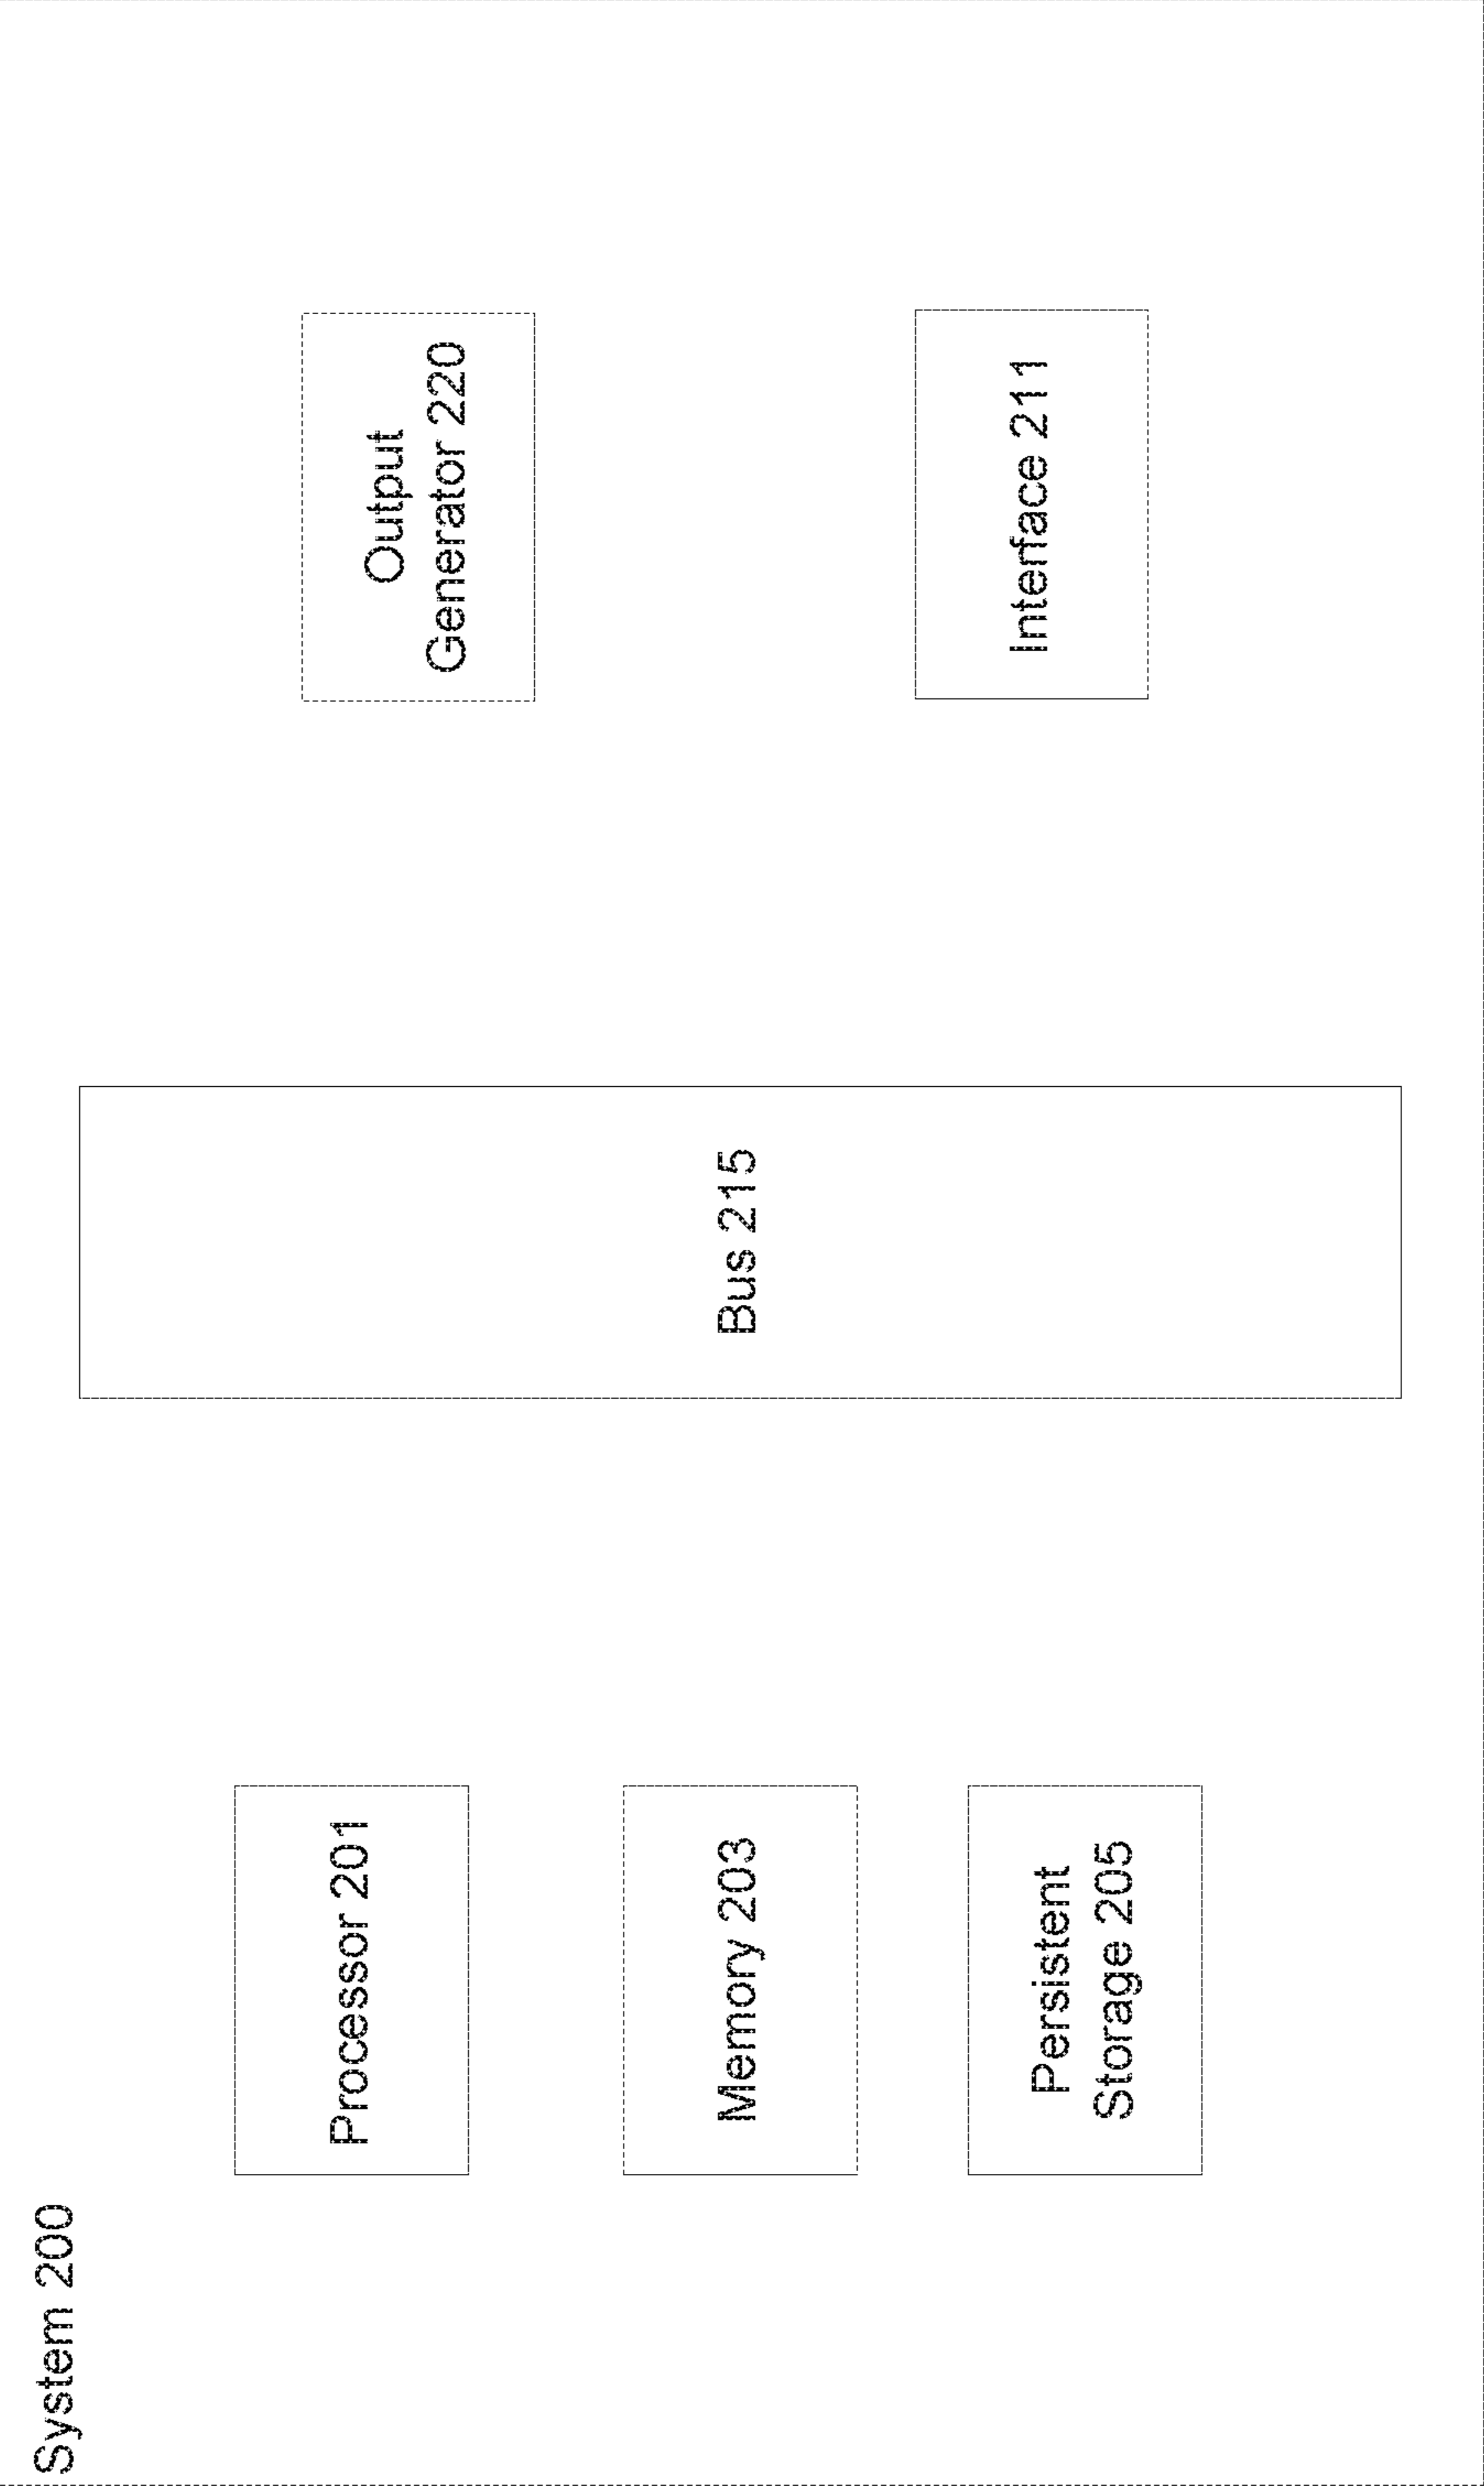 System 200
Processor 201
Memory 203
Persistent
Storage 205
Bus 215
Output
Generator 220
Interface 211